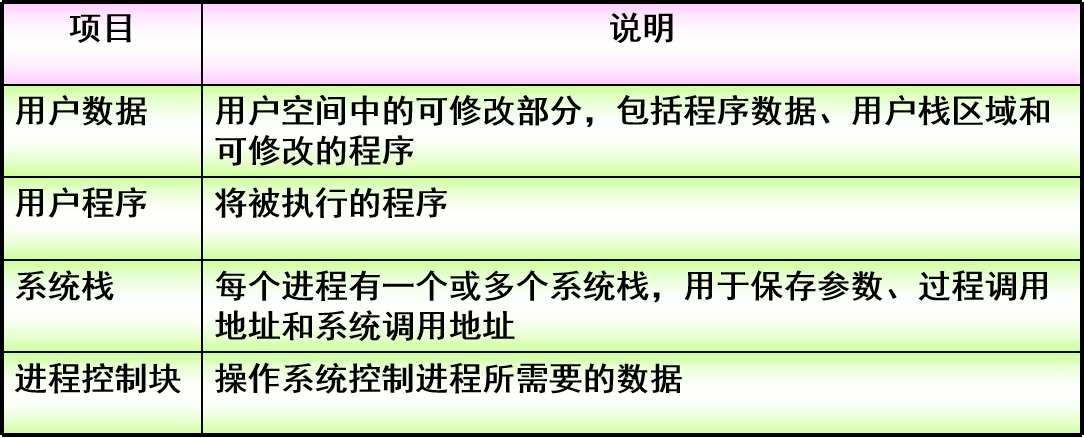 项目
说明
用户数据
用户空间中的可修改部分，包括程序数据、用户栈区域和
可修改的程序
用户程序
将被执行的程序
系统栈
每个进程有一个或多个系统栈，用于保存参数、过程调用
地址和系统调用地址
进程控制块
操作系统控制进程所需要的数据